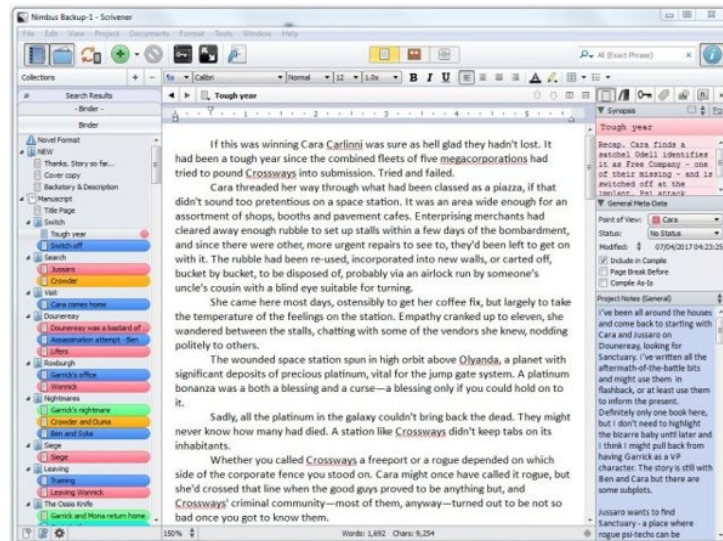 Nimbus Backup-1 - Scrivener
File Edit View Project Documents Format Tools Window Help
All (Exact Phrase)
Collections
Calibri Normal 12 1.0x B I U A
Search Results
- Binder -
Binder
Tough year
Novel Format
NEW
Thanks. Story so far...
Cover copy
Backstory & Description
Manuscript
Title Page
Switch
Tough year
Switch off
Search
Jussaro
Crowder
Visit
Cara comes home
Dounereay
Dounereay was a bastard of
Assassination attempt - Ben
Lifers
Roxburgh
Garrick's office
Wonnick
Nightmares
Garrick's nightmare
Crowder and Duma
Ben and Syke
Siege
Siege
Leaving
Training
Leaving Wonnick
The Ossio Knife
Garrick and Mona return home
If this was winning Cara Carlinni was sure as hell glad they hadn't lost. It
had been a tough year since the combined fleets of five megacorporations had
tried to pound Crossways into submission. Tried and failed.
Cara threaded her way through what had been classed as a piazza, if that
didn't sound too pretentious on a space station. It was an area wide enough for an
assortment of shops, booths and pavement cafes. Enterprising merchants had
cleared away enough rubble to set up stalls within a few days of the bombardment,
and since there were other, more urgent repairs to see to, they'd been left to get on
with it. The rubble had been re-used, incorporated into new walls, or carted off,
bucket by bucket, to be disposed of, probably via an airlock run by someone's
uncle's cousin with a blind eye suitable for turning.
She came here most days, ostensibly to get her coffee fix, but largely to take
the temperature of the feelings on the station. Empathy cranked up to eleven, she
wandered between the stalls, chatting with some of the vendors she knew, nodding
politely to others.
The wounded space station spun in high orbit above Olyanda, a planet with
significant deposits of precious platinum, vital for the jump gate system. A platinum
bonanza was a both a blessing and a curse—a blessing only if you could hold on to
it.
Sadly, all the platinum in the galaxy couldn't bring back the dead. They might
never know how many had died. A station like Crossways didn't keep tabs on its
inhabitants.
Whether you called Crossways a freeport or a rogue depended on which
side of the corporate fence you stood on. Cara might once have called it rogue, but
she'd crossed that line when the good guys proved to be anything but, and
Crossways' criminal community—most of them, anyway—turned out to be not so
bad once you got to know them.
150%
Words: 1,692 Chars: 9,254
Synopsis
Tough year
Recap. Cara finds a
satchel Odell identifies
it as Free Company - one
of their missing - and is
switched off at the
implant. Psi attack
General Meta-Data
Point of View: Cara
Status: No Status
Modified: 07/04/2017 04:23:25
Include in Compile
Page Break Before
Compile As-Is
Project Notes (General)
I've been all around the houses
and come back to starting with
Cara and Jussaro on
Dounereay, looking for
Sanctuary. I've written all the
aftermath-of-the-battle bits
and might use them in
flashback, or at least use them
to inform the present.
Definitely only one book here,
but I don't need to highlight
the bizarre baby until later and
I think I might pull back from
having Garrick as a VP
character. The story is still with
Ben and Cara but there are
some subplots.
Jussaro wants to find
Sanctuary - a place where
rogue psi-techs can be